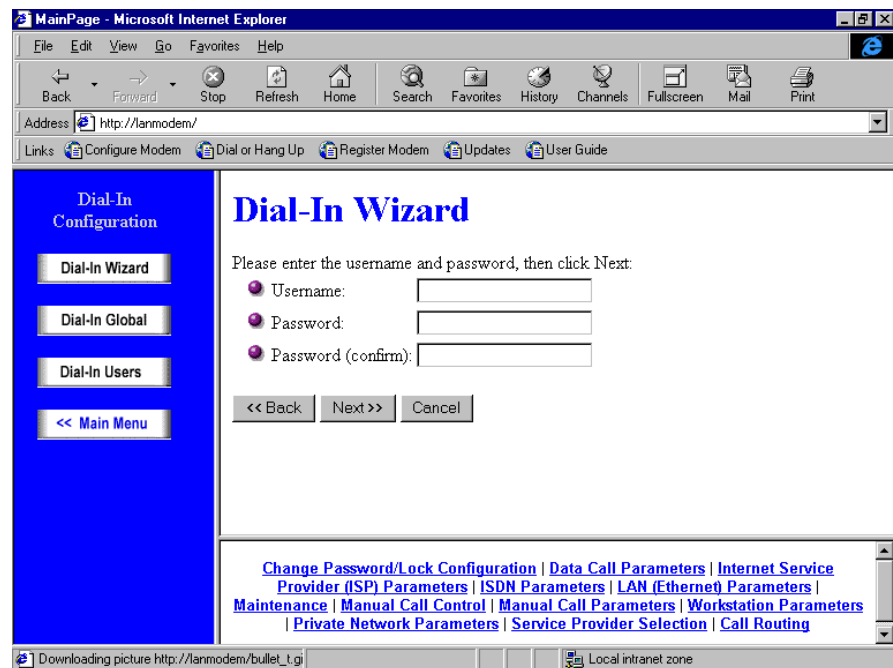 MainPage - Microsoft Internet Explorer
File Edit View Go Favorites Help
Back Forward Stop Refresh Home Search Favorites History Channels Fullscreen Mail Print
Address http://lanmodem/
Links Configure Modem Dial or Hang Up Register Modem Updates User Guide
Dial-In
Configuration
Dial-In Wizard
Dial-In Global
Dial-In Users
<< Main Menu
Dial-In Wizard
Please enter the username and password, then click Next:
Username:
Password:
Password (confirm):
<< Back Next >> Cancel
Change Password/Lock Configuration | Data Call Parameters | Internet Service
Provider (ISP) Parameters | ISDN Parameters | LAN (Ethernet) Parameters |
Maintenance | Manual Call Control | Manual Call Parameters | Workstation Parameters
| Private Network Parameters | Service Provider Selection | Call Routing
Downloading picture http://lanmodem/bullet_t.gi Local intranet zone